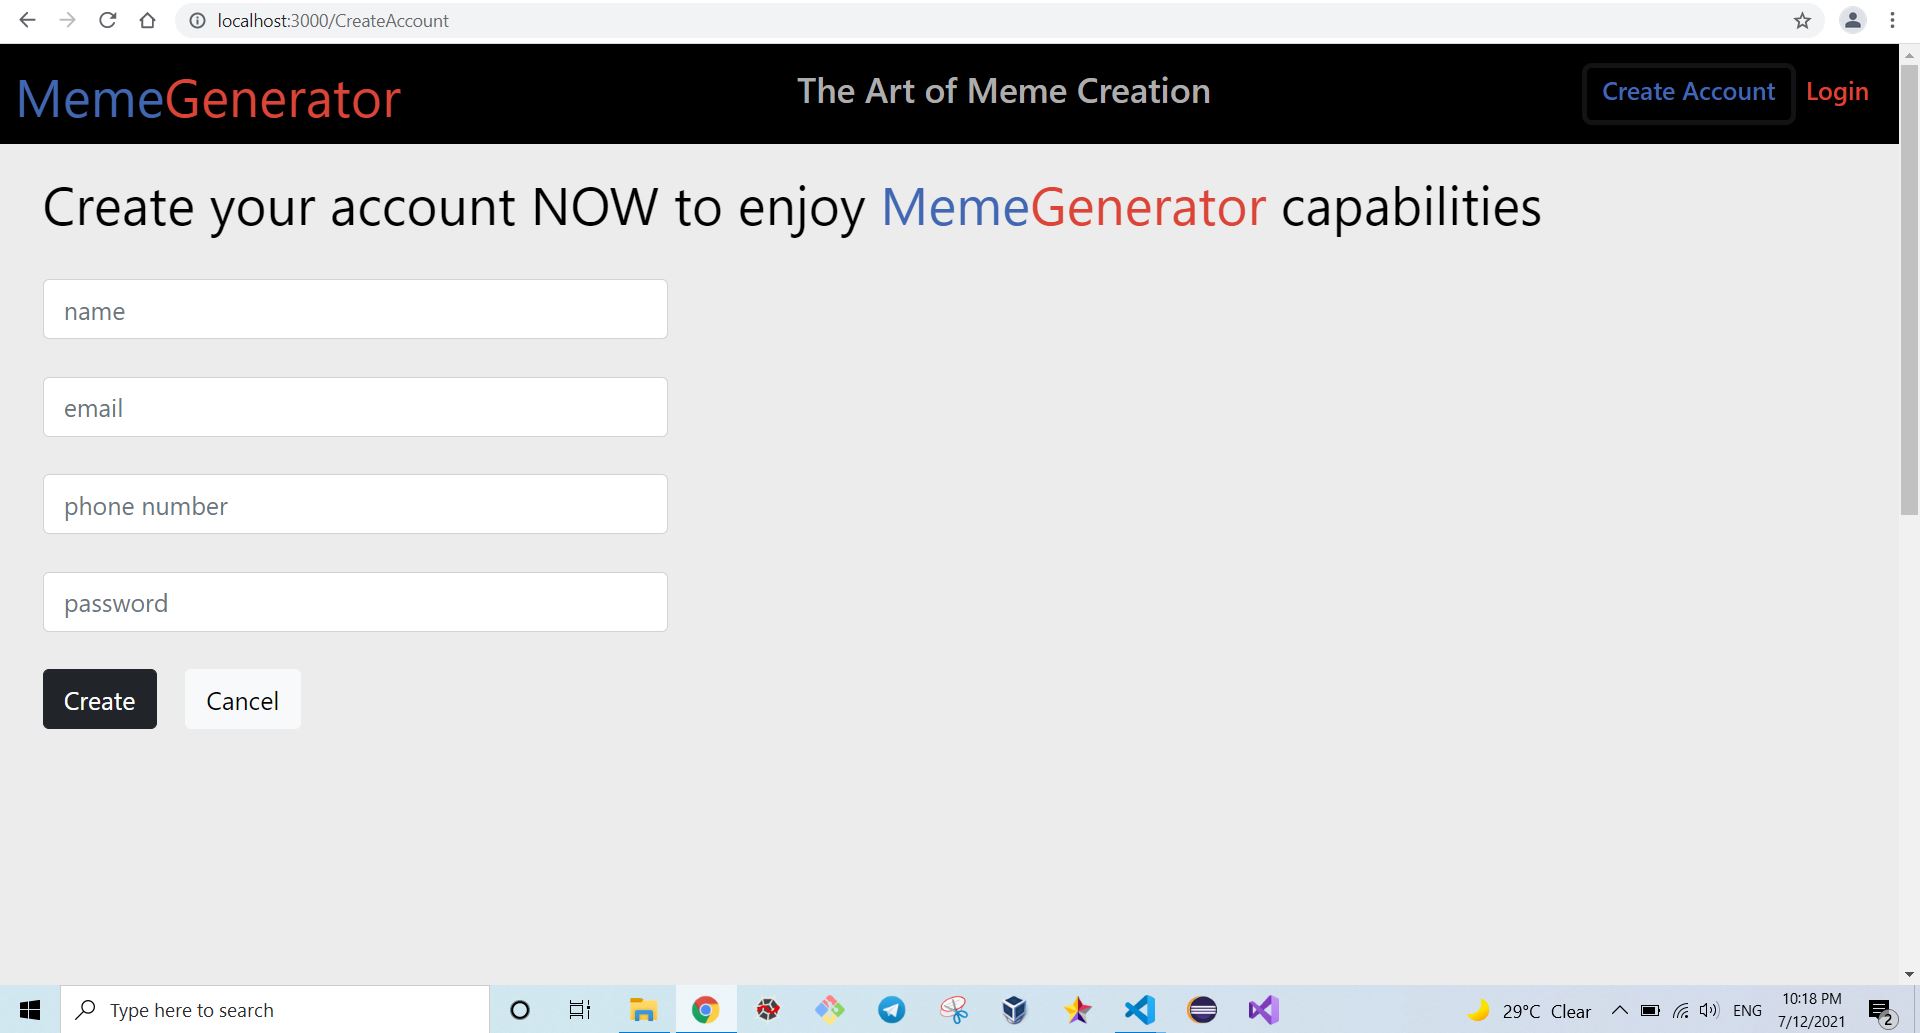 localhost:3000/CreateAccount
MemeGenerator
The Art of Meme Creation
Create Account
Login
Create your account NOW to enjoy MemeGenerator capabilities
name
email
phone number
password
Create
Cancel
Type here to search
29°C Clear
ENG
10:18 PM
7/12/2021
2